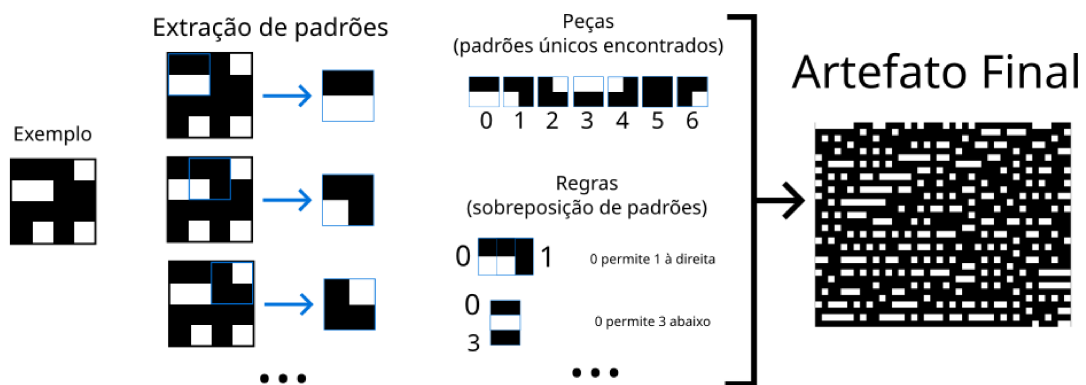 Extração de padrões
Exemplo
Peças
(padrões únicos encontrados)
0 1 2 3 4 5 6
Regras
(sobreposição de padrões)
0 1 0 permite 1 à direita
0
3
0 permite 3 abaixo
Artefato Final